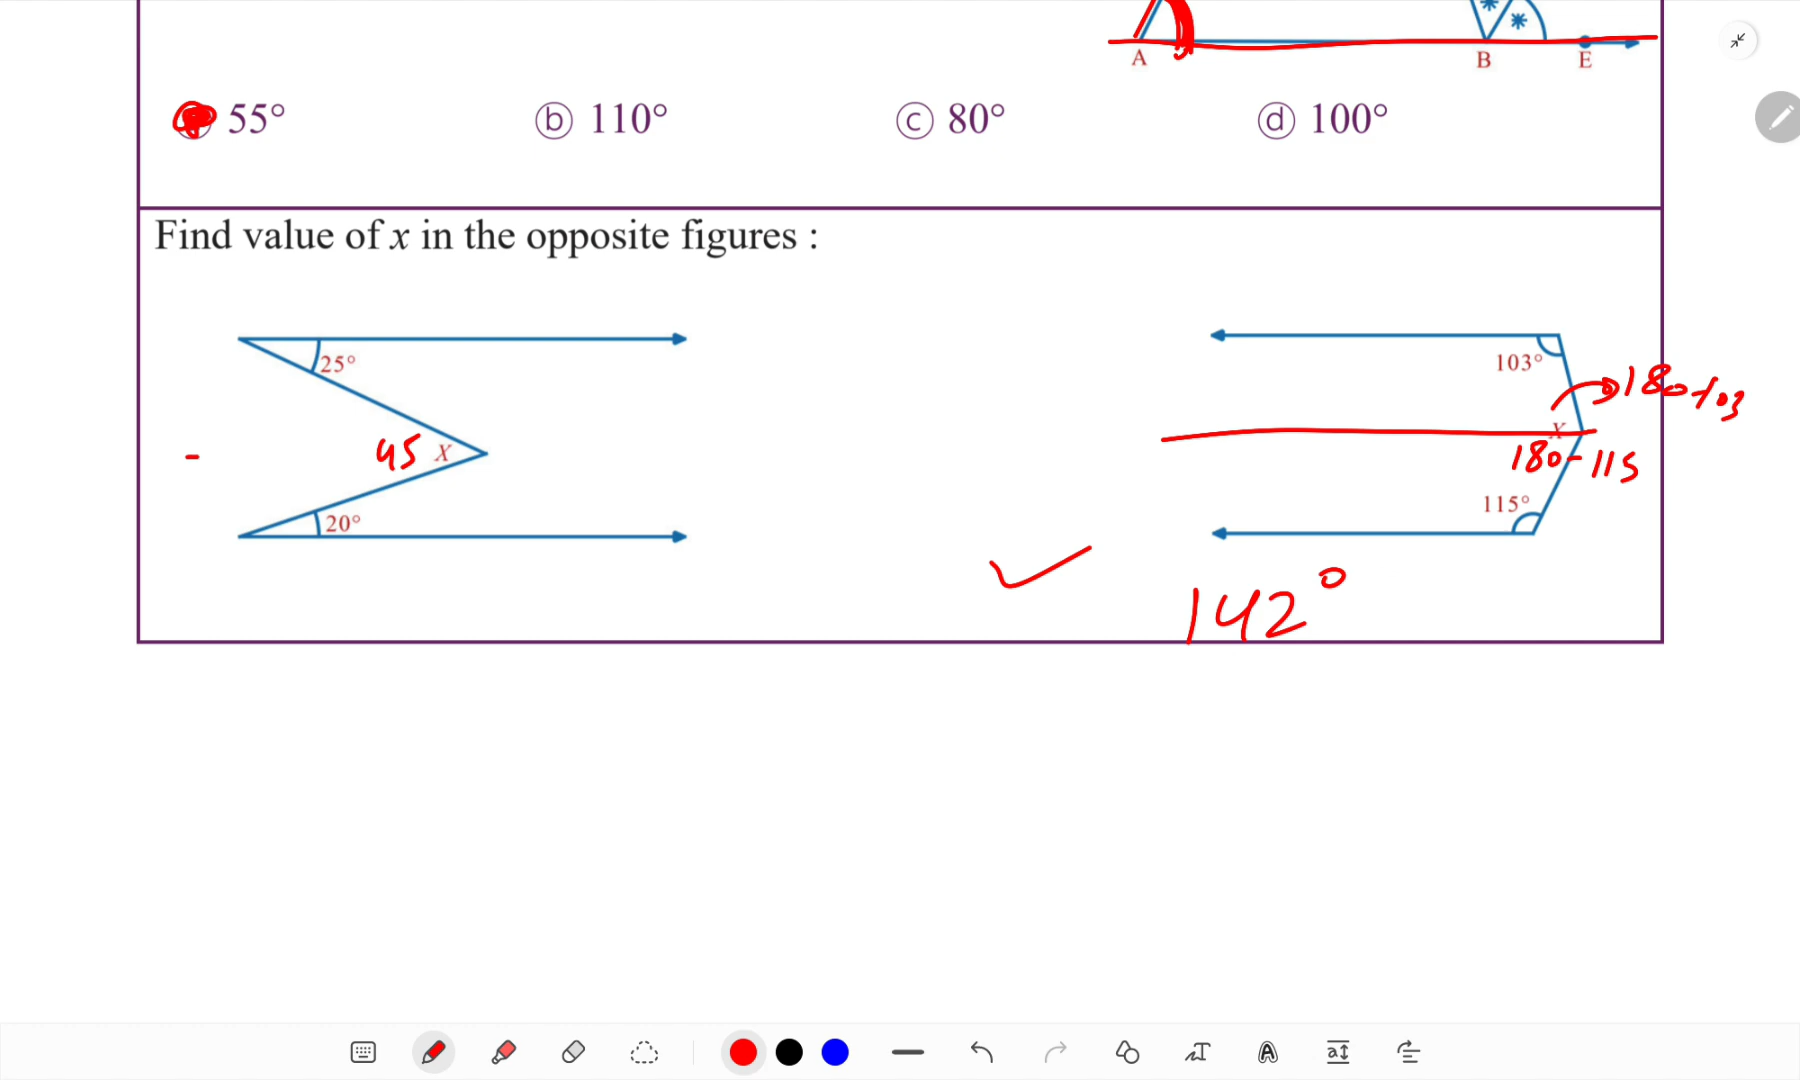 A B E
55° ⓑ 110° ⓒ 80° ⓓ 100°
Find value of x in the opposite figures :
25°
45 x
20°
103°
180-103
x
180-115
115°
142°